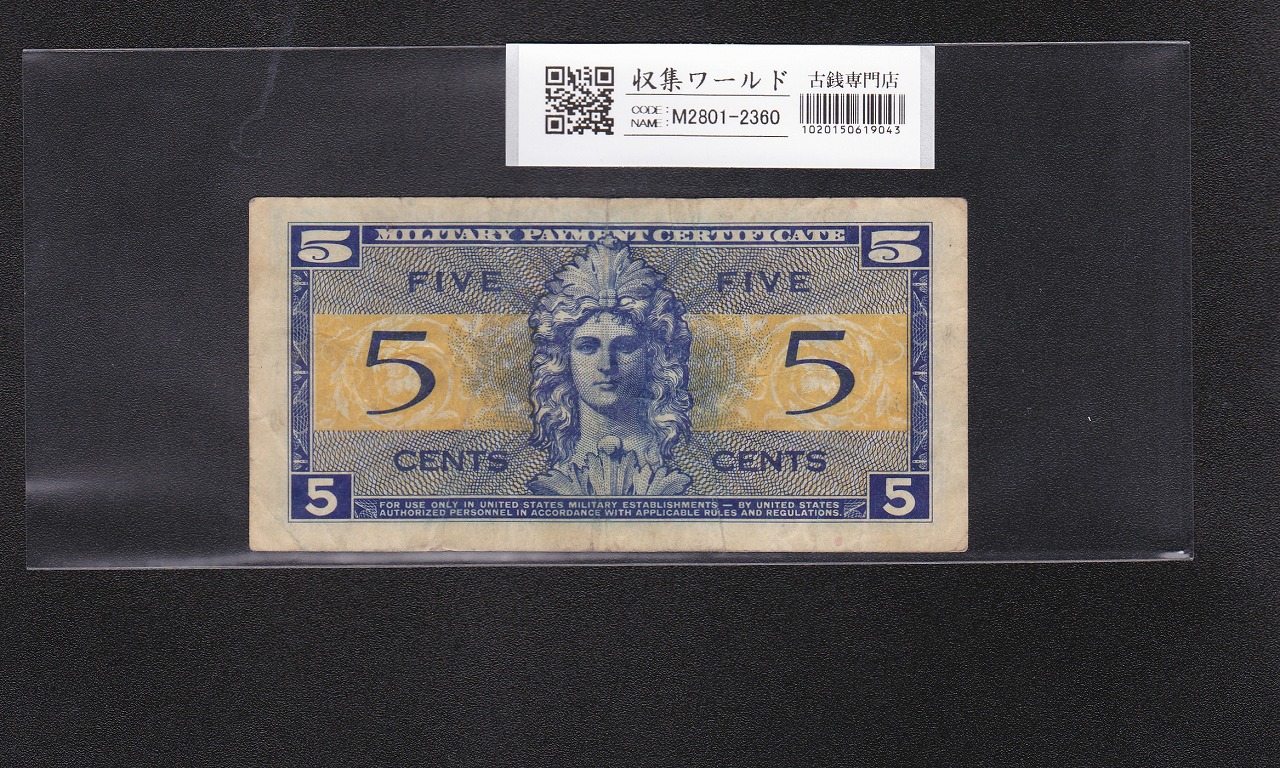 収集ワールド 古銭専門店
CODE:
NAME: M2801-2360
1020150619043
5 MILITARY PAYMENT CERTIFICATE 5
FIVE FIVE
5 5
CENTS CENTS
5 5
FOR USE ONLY IN UNITED STATES MILITARY ESTABLISHMENTS — BY UNITED STATES
AUTHORIZED PERSONNEL IN ACCORDANCE WITH APPLICABLE RULES AND REGULATIONS.